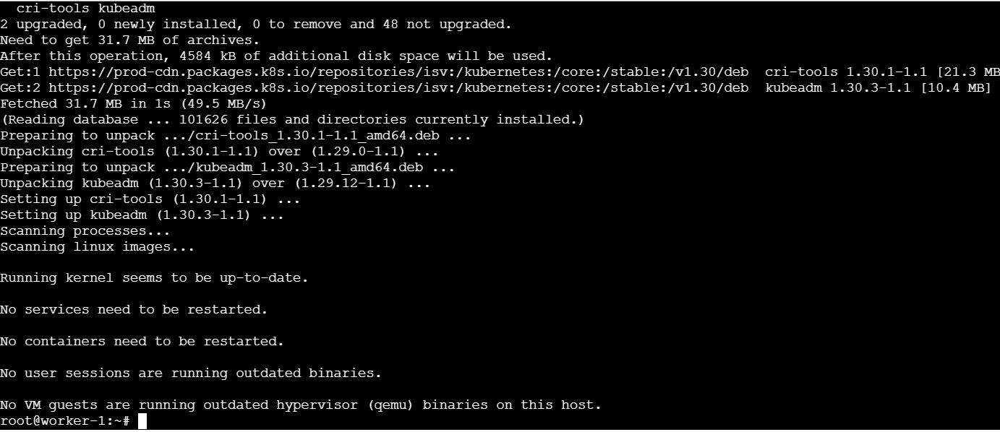 cri-tools kubeadm
2 upgraded, 0 newly installed, 0 to remove and 48 not upgraded.
Need to get 31.7 MB of archives.
After this operation, 4584 kB of additional disk space will be used.
Get:1 https://prod-cdn.packages.k8s.io/repositories/isv:/kubernetes:/core:/stable:/v1.30/deb  cri-tools 1.30.1-1.1 [21.3 MB
Get:2 https://prod-cdn.packages.k8s.io/repositories/isv:/kubernetes:/core:/stable:/v1.30/deb  kubeadm 1.30.3-1.1 [10.4 MB]
Fetched 31.7 MB in 1s (49.5 MB/s)
(Reading database ... 101626 files and directories currently installed.)
Preparing to unpack .../cri-tools_1.30.1-1.1_amd64.deb ...
Unpacking cri-tools (1.30.1-1.1) over (1.29.0-1.1) ...
Preparing to unpack .../kubeadm_1.30.3-1.1_amd64.deb ...
Unpacking kubeadm (1.30.3-1.1) over (1.29.12-1.1) ...
Setting up cri-tools (1.30.1-1.1) ...
Setting up kubeadm (1.30.3-1.1) ...
Scanning processes...
Scanning linux images...
Running kernel seems to be up-to-date.
No services need to be restarted.
No containers need to be restarted.
No user sessions are running outdated binaries.
No VM guests are running outdated hypervisor (qemu) binaries on this host.
root@worker-1:~#